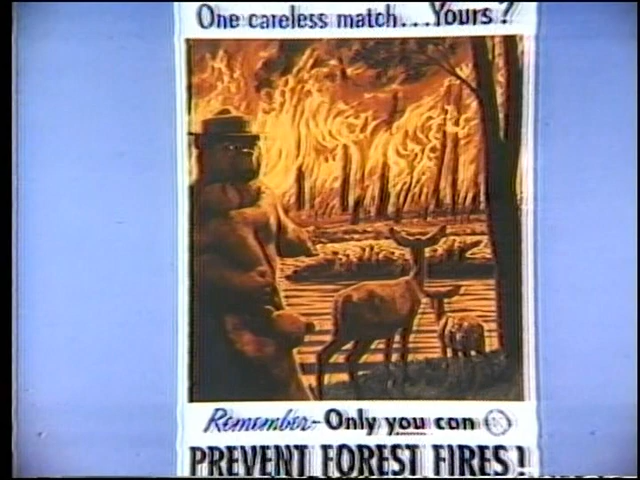 One careless match...Yours?
Remember-Only you can
PREVENT FOREST FIRES!